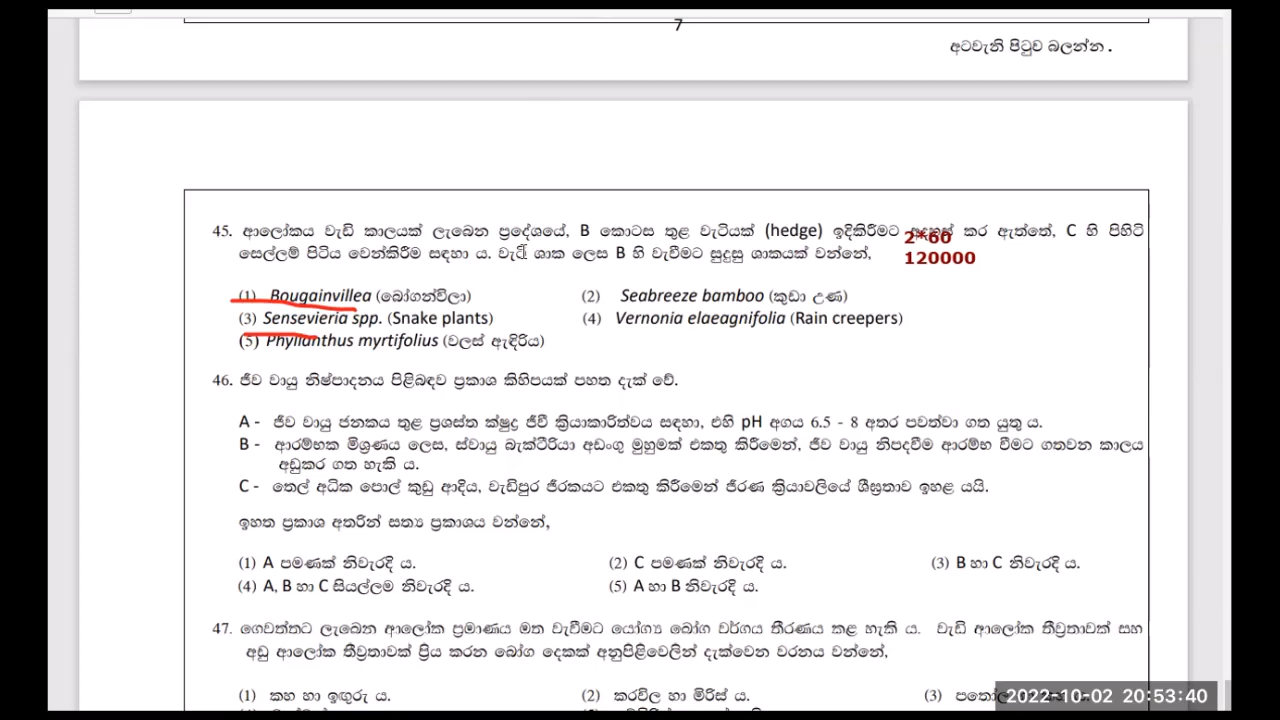 7
අටවැනි පිටුව බලන්න .
45. ආලෝකය වැඩි කාලයක් ලැබෙන ප්‍රදේශයේ, B කොටස තුළ වැටියක් (hedge) ඉදිකිරීමට අදහස් කර ඇත්තේ, C හි පිහිටි
2*60
සෙල්ලම් පිටිය වෙන්කිරීම සඳහා ය. වැටි ශාක ලෙස B හි වැවීමට සුදුසු ශාකයක් වන්නේ,
120000
(1) Bougainvillea (බෝගන්විලා) (2) Seabreeze bamboo (කුඩා උණ)
(3) Sensevieria spp. (Snake plants) (4) Vernonia elaeagnifolia (Rain creepers)
(5) Phyllanthus myrtifolius (වලස් ඇඳිරිය)
46. ජීව වායු නිෂ්පාදනය පිළිබඳව ප්‍රකාශ කිහිපයක් පහත දැක් වේ.
A - ජීව වායු ජනකය තුළ ප්‍රශස්ත ක්ෂුද්‍ර ජීවී ක්‍රියාකාරිත්වය සඳහා, එහි pH අගය 6.5 - 8 අතර පවත්වා ගත යුතු ය.
B - ආරම්භක මිශ්‍රණය ලෙස, ස්වායු බැක්ටීරියා අඩංගු මුහුමක් එකතු කිරීමෙන්, ජීව වායු නිපදවීම ආරම්භ වීමට ගතවන කාලය
අඩුකර ගත හැකි ය.
C - තෙල් අධික පොල් කුඩු ආදිය, වැඩිපුර ජීරකයට එකතු කිරීමෙන් ජීරණ ක්‍රියාවලියේ ශීඝ්‍රතාව ඉහළ යයි.
ඉහත ප්‍රකාශ අතරින් සත්‍ය ප්‍රකාශය වන්නේ,
(1) A පමණක් නිවැරදි ය. (2) C පමණක් නිවැරදි ය. (3) B හා C නිවැරදි ය.
(4) A, B හා C සියල්ලම නිවැරදි ය. (5) A හා B නිවැරදි ය.
47. ගෙවත්තට ලැබෙන ආලෝක ප්‍රමාණය මත වැවීමට යෝග්‍ය බෝග වර්ගය තීරණය කළ හැකි ය. වැඩි ආලෝක තීව්‍රතාවක් සහ
අඩු ආලෝක තීව්‍රතාවක් ප්‍රිය කරන බෝග දෙකක් අනුපිළිවෙලින් දැක්වෙන වරනය වන්නේ,
(1) කහ හා ඉඟුරු ය. (2) කරවිල හා මිරිස් ය. (3)
2022-10-02 20:53:40